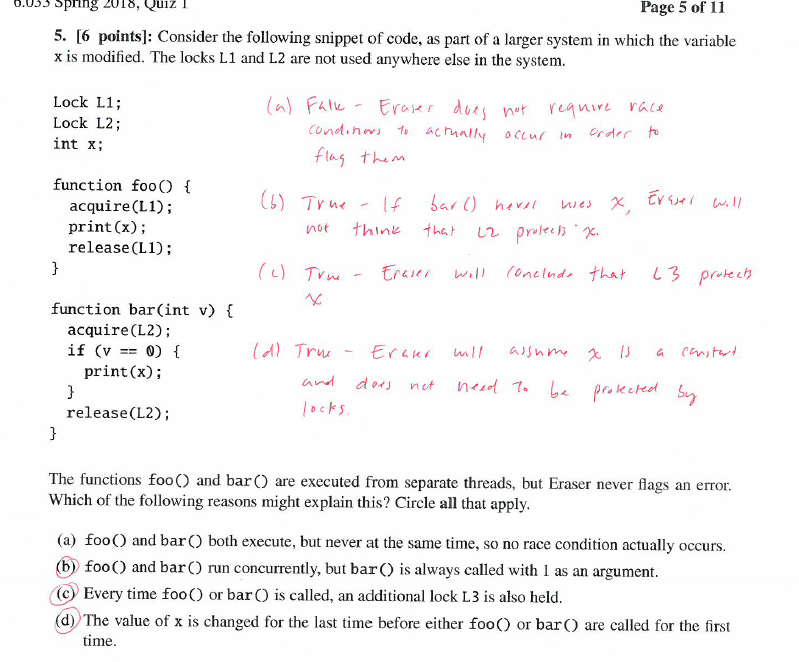 6.033 Spring 2018, Quiz 1 Page 5 of 11
5. [6 points]: Consider the following snippet of code, as part of a larger system in which the variable
x is modified. The locks L1 and L2 are not used anywhere else in the system.
Lock L1;
Lock L2;
int x;
function foo() {
acquire(L1);
print(x);
release(L1);
}
function bar(int v) {
acquire(L2);
if (v == 0) {
print(x);
}
release(L2);
}
(a) False - Eraser does not require race
conditions to actually occur in order to
flag them
(b) True - If bar() never uses x, Eraser will
not think that L2 protects x.
(c) True - Eraser will conclude that L3 protects
x
(d) True - Eraser will assume x is a constant
and does not need to be protected by
locks.
The functions foo() and bar() are executed from separate threads, but Eraser never flags an error.
Which of the following reasons might explain this? Circle all that apply.
(a) foo() and bar() both execute, but never at the same time, so no race condition actually occurs.
(b) foo() and bar() run concurrently, but bar() is always called with 1 as an argument.
(c) Every time foo() or bar() is called, an additional lock L3 is also held.
(d) The value of x is changed for the last time before either foo() or bar() are called for the first
time.